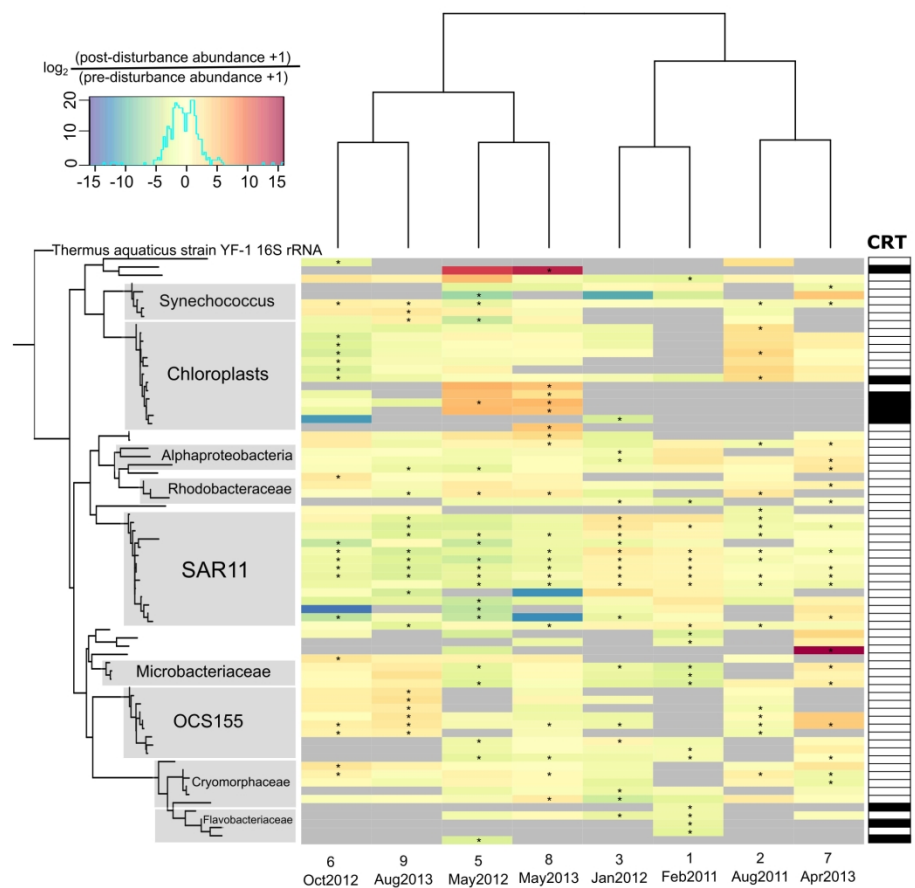 log2 (post-disturbance abundance +1)
(pre-disturbance abundance +1)
20
10
0
-15 -10 -5 0 5 10 15
Thermus aquaticus strain YF-1 16S rRNA
CRT
Synechococcus
Chloroplasts
Alphaproteobacteria
Rhodobacteraceae
SAR11
Microbacteriaceae
OCS155
Cryomorphaceae
Flavobacteriaceae
6 9 5 8 3 1 2 7
Oct2012 Aug2013 May2012 May2013 Jan2012 Feb2011 Aug2011 Apr2013